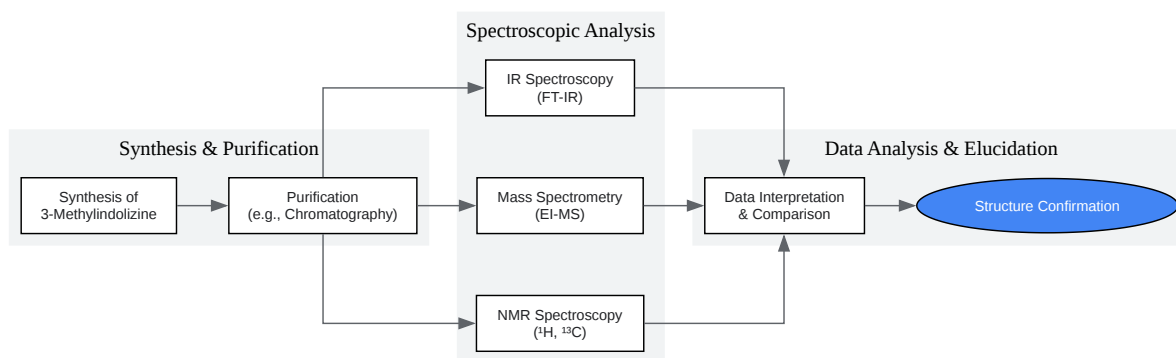 Spectroscopic Analysis
IR Spectroscopy
(FT-IR)
Synthesis & Purification
Data Analysis & Elucidation
Synthesis of
3-Methylindolizine
Purification
(e.g., Chromatography)
Mass Spectrometry
(EI-MS)
Data Interpretation
& Comparison
Structure Confirmation
NMR Spectroscopy
(¹H, ¹³C)